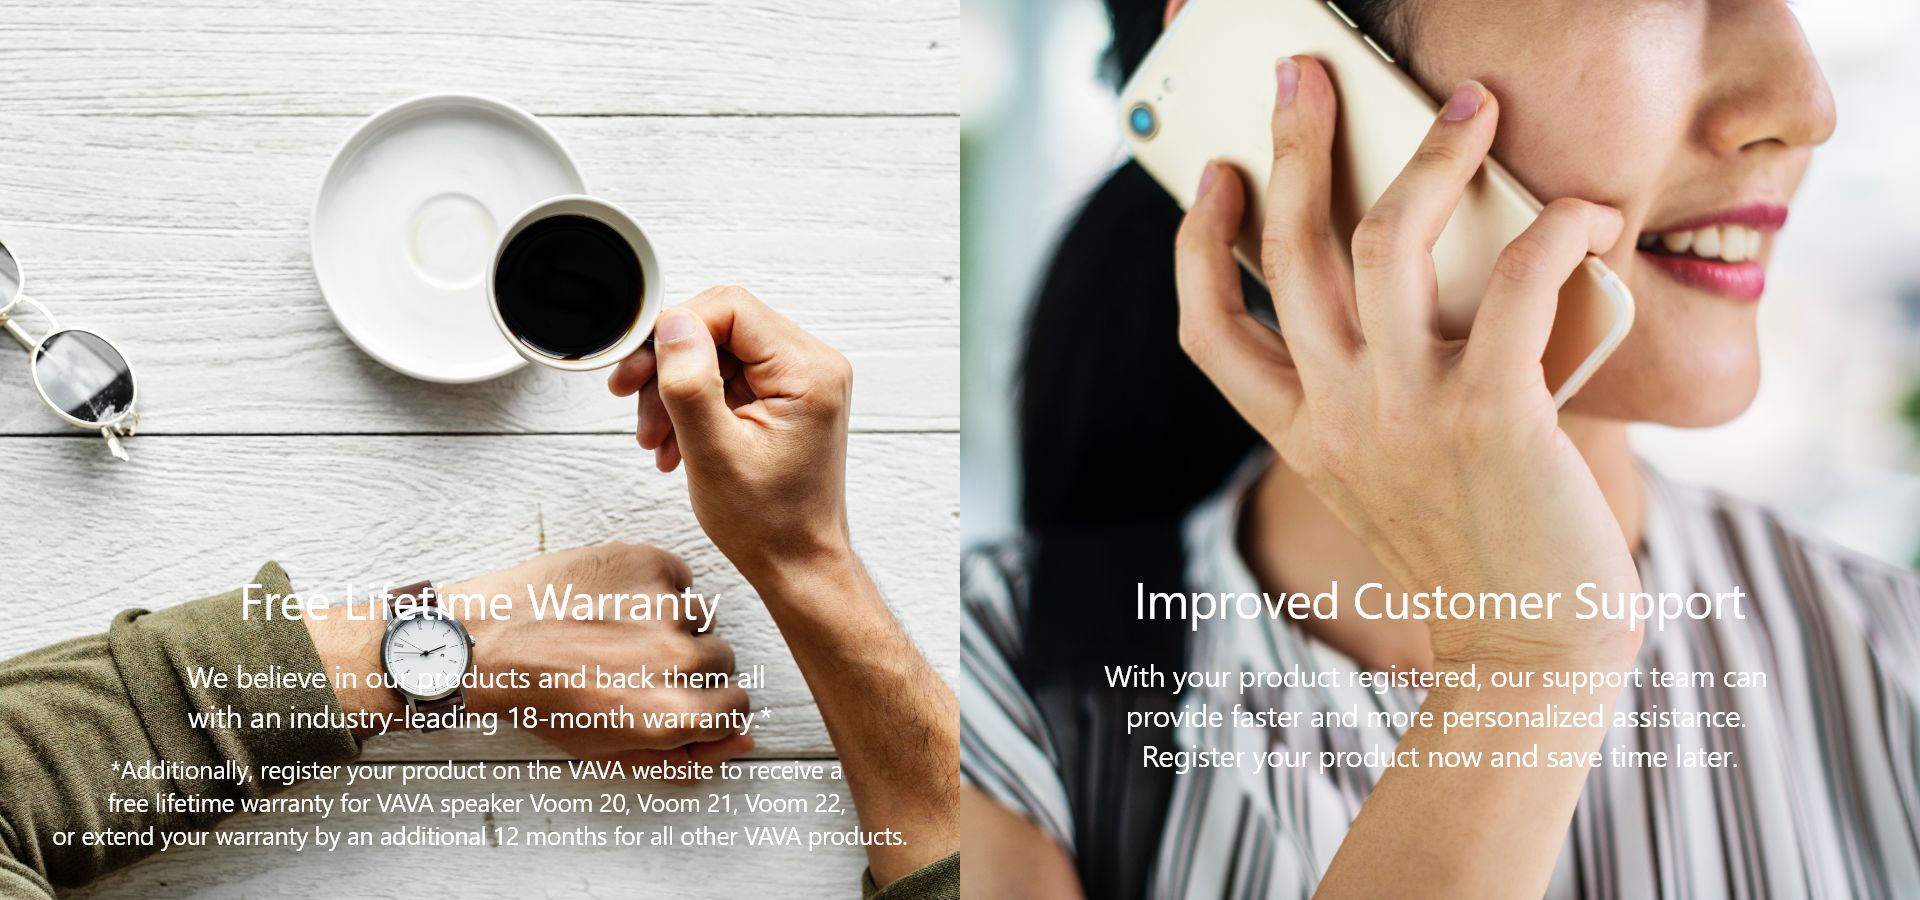 Free Lifetime Warranty
We believe in our products and back them all
with an industry-leading 18-month warranty.*
*Additionally, register your product on the VAVA website to receive a
free lifetime warranty for VAVA speaker Voom 20, Voom 21, Voom 22,
or extend your warranty by an additional 12 months for all other VAVA products.
Improved Customer Support
With your product registered, our support team can
provide faster and more personalized assistance.
Register your product now and save time later.